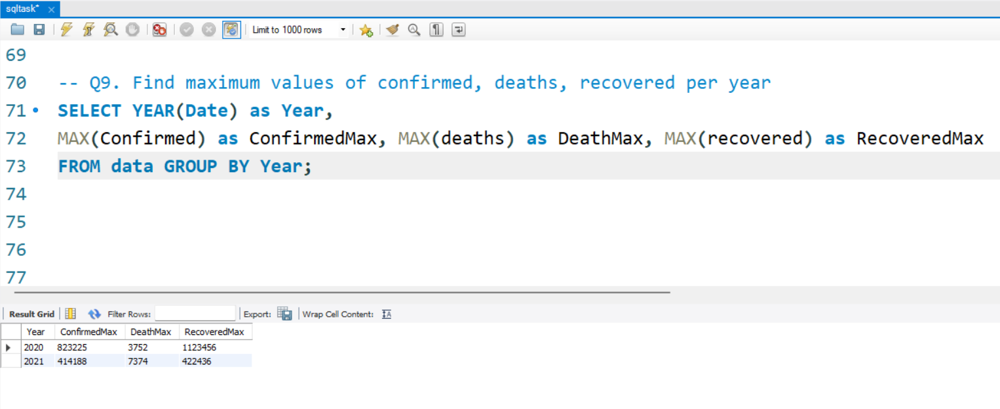 sqltask*
Limit to 1000 rows
69
70 -- Q9. Find maximum values of confirmed, deaths, recovered per year
71 SELECT YEAR(Date) as Year,
72 MAX(Confirmed) as ConfirmedMax, MAX(deaths) as DeathMax, MAX(recovered) as RecoveredMax
73 FROM data GROUP BY Year;
74
75
76
77
Result Grid Filter Rows: Export: Wrap Cell Content:
Year ConfirmedMax DeathMax RecoveredMax
2020 823225 3752 1123456
2021 414188 7374 422436